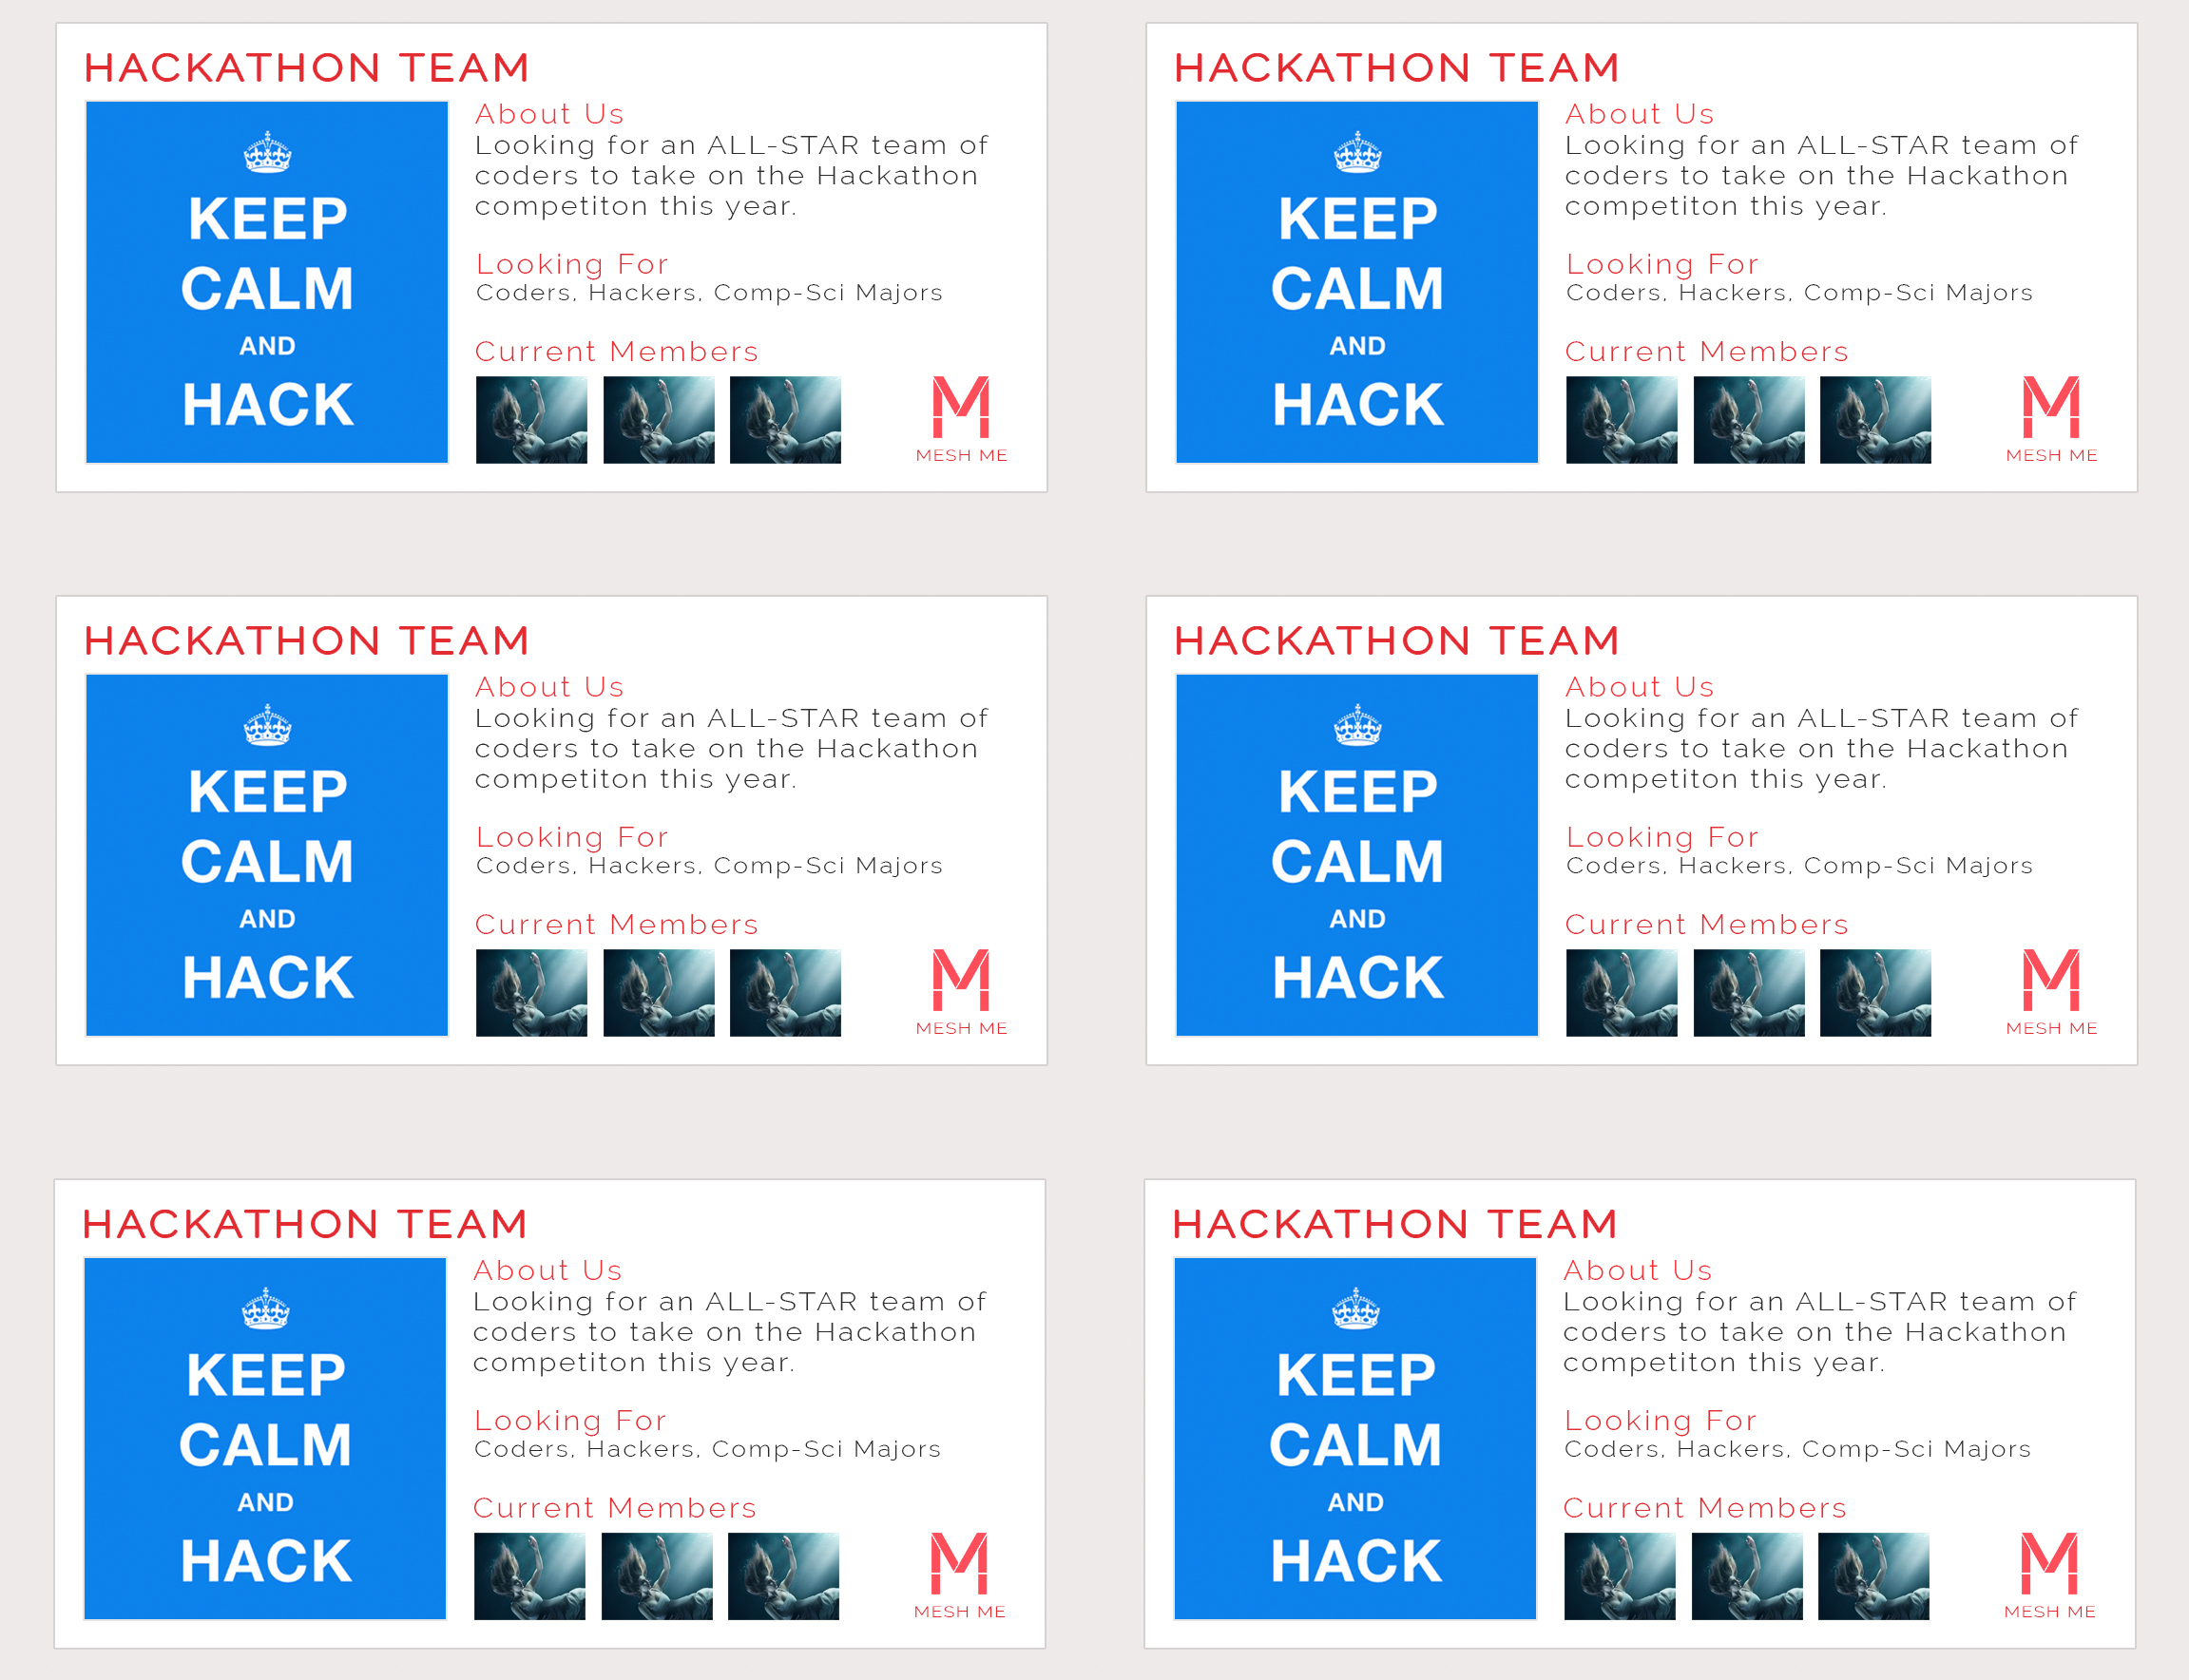 HACKATHON TEAM
KEEP
CALM
AND
HACK
About Us
Looking for an ALL-STAR team of
coders to take on the Hackathon
competiton this year.
Looking For
Coders, Hackers, Comp-Sci Majors
Current Members
M
MESH ME
HACKATHON TEAM
KEEP
CALM
AND
HACK
About Us
Looking for an ALL-STAR team of
coders to take on the Hackathon
competiton this year.
Looking For
Coders, Hackers, Comp-Sci Majors
Current Members
M
MESH ME
HACKATHON TEAM
KEEP
CALM
AND
HACK
About Us
Looking for an ALL-STAR team of
coders to take on the Hackathon
competiton this year.
Looking For
Coders, Hackers, Comp-Sci Majors
Current Members
M
MESH ME
HACKATHON TEAM
KEEP
CALM
AND
HACK
About Us
Looking for an ALL-STAR team of
coders to take on the Hackathon
competiton this year.
Looking For
Coders, Hackers, Comp-Sci Majors
Current Members
M
MESH ME
HACKATHON TEAM
KEEP
CALM
AND
HACK
About Us
Looking for an ALL-STAR team of
coders to take on the Hackathon
competiton this year.
Looking For
Coders, Hackers, Comp-Sci Majors
Current Members
M
MESH ME
HACKATHON TEAM
KEEP
CALM
AND
HACK
About Us
Looking for an ALL-STAR team of
coders to take on the Hackathon
competiton this year.
Looking For
Coders, Hackers, Comp-Sci Majors
Current Members
M
MESH ME